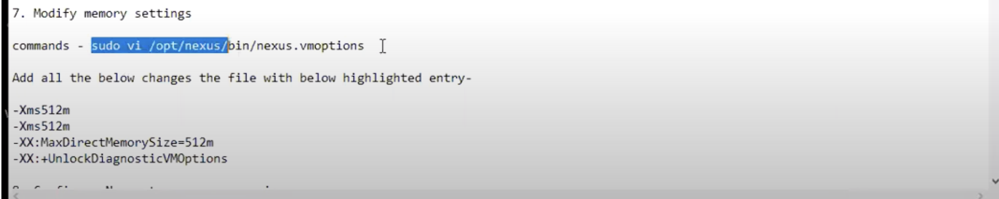 7. Modify memory settings
commands - sudo vi /opt/nexus/bin/nexus.vmoptions
Add all the below changes the file with below highlighted entry-
-Xms512m
-Xms512m
-XX:MaxDirectMemorySize=512m
-XX:+UnlockDiagnosticVMOptions